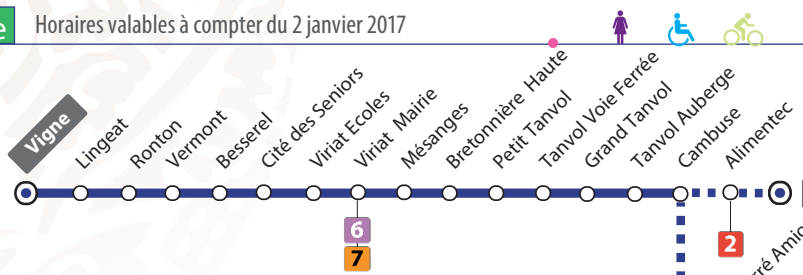 e
Horaires valables à compter du 2 janvier 2017
Vigne
Lingeat
Ronton
Vermont
Besserel
Cité des Seniors
Viriat Ecoles
Viriat Mairie
Mésanges
Bretonnière Haute
Petit Tanvol
Tanvol Voie Ferrée
Grand Tanvol
Tanvol Auberge
Cambuse
Alimentec
6
7
2